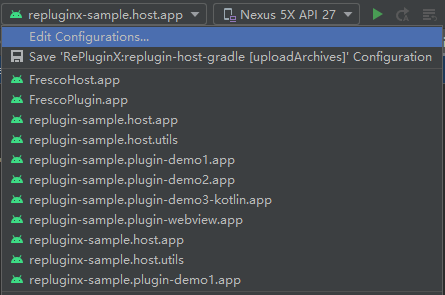 repluginx-sample.host.app
Nexus 5X API 27
Edit Configurations...
Save 'RePluginX:replugin-host-gradle [uploadArchives]' Configuration
FrescoHost.app
FrescoPlugin.app
replugin-sample.host.app
replugin-sample.host.utils
replugin-sample.plugin-demo1.app
replugin-sample.plugin-demo2.app
replugin-sample.plugin-demo3-kotlin.app
replugin-sample.plugin-webview.app
repluginx-sample.host.app
repluginx-sample.host.utils
repluginx-sample.plugin-demo1.app